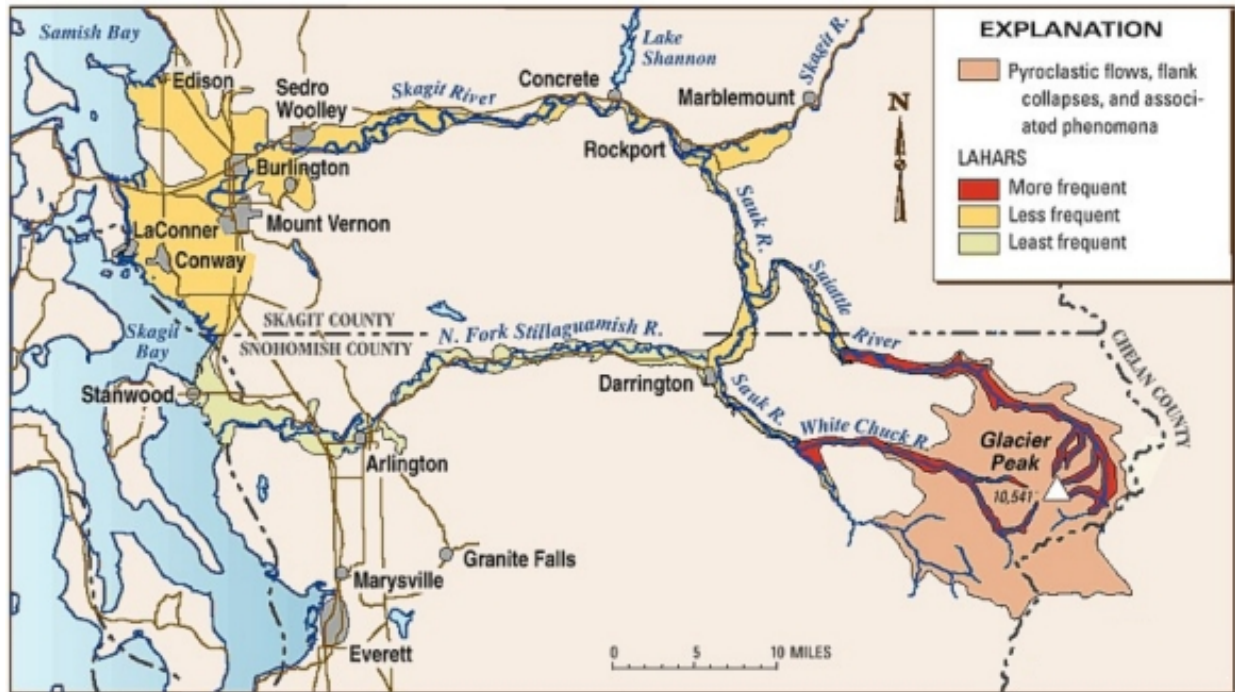 Samish Bay
Edison
Sedro
Woolley
Skagit River
Concrete
Lake
Shannon
Marblemount
Skagit R.
Rockport
Burlington
Mount Vernon
LaConner
Conway
Sauk R.
Suiattle
River
Skagit
Bay
SKAGIT COUNTY
SNOHOMISH COUNTY
N. Fork Stillaguamish R.
CHELAN COUNTY
Stanwood
Darrington
Sauk R.
White Chuck R.
Glacier
Peak
10,541'
Arlington
Granite Falls
Marysville
Everett
0 5 10 MILES
N
EXPLANATION
Pyroclastic flows, flank
collapses, and associ-
ated phenomena
LAHARS
More frequent
Less frequent
Least frequent